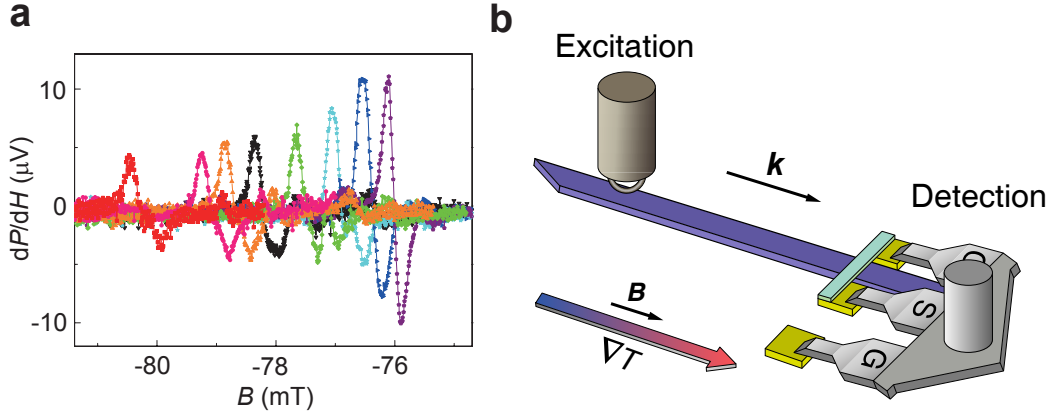 a
10
0
-10
dP/dH (μV)
-80
-78
-76
B (mT)
b
Excitation
k
Detection
B
∇T
S
G